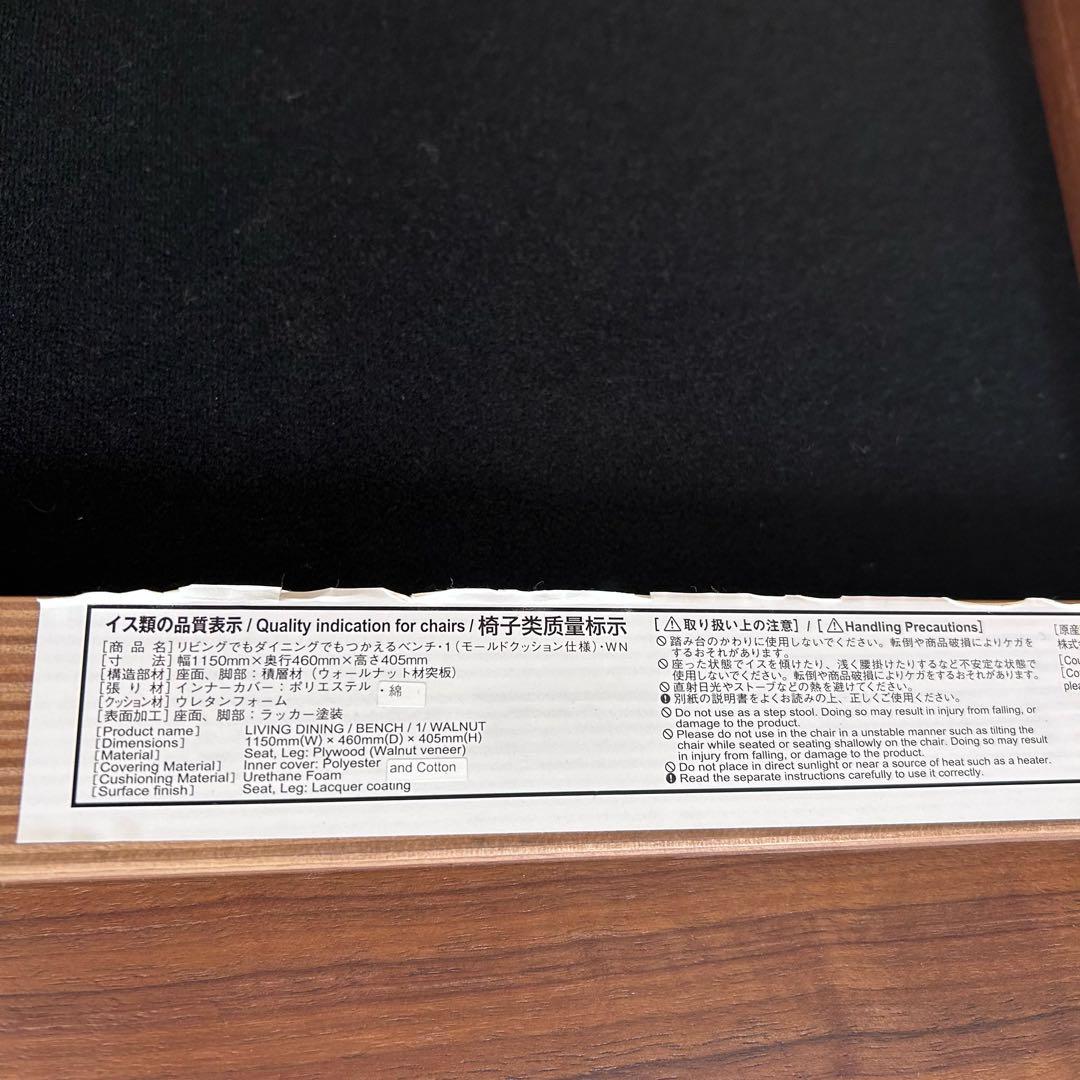 イス類の品質表示 / Quality indication for chairs / 椅子类质量标示
[商 品 名] リビングでもダイニングでもつかえるベンチ・1 (モールドクッション仕様)・WN
[寸 法] 幅1150mm×奥行460mm×高さ405mm
[構造部材] 座面、脚部：積層材 (ウォールナット材突板)
[張 り 材] インナーカバー：ポリエステル ・綿
[クッション材] ウレタンフォーム
[表面加工] 座面、脚部：ラッカー塗装
[Product name] LIVING DINING / BENCH / 1/ WALNUT
[Dimensions] 1150mm(W) × 460mm(D) × 405mm(H)
[Material] Seat, Leg: Plywood (Walnut veneer)
[Covering Material] Inner cover: Polyester and Cotton
[Cushioning Material] Urethane Foam
[Surface finish] Seat, Leg: Lacquer coating
[⚠取り扱い上の注意] / [⚠Handling Precautions]
踏み台のかわりに使用しないでください。転倒や商品破損によりケガを
するおそれがあります。
座った状態でイスを傾けたり、浅く腰掛けたりするなど不安定な状態で
使用しないでください。転倒や商品破損によりケガをするおそれがあります。
直射日光やストーブなどの熱を避けてください。
別紙の説明書をよくお読みの上、正しくご使用ください。
Do not use as a step stool. Doing so may result in injury from falling, or
damage to the product.
Please do not use in the chair in a unstable manner such as tilting the
chair while seated or seating shallowly on the chair. Doing so may result
in injury from falling, or damage to the product.
Do not place in direct sunlight or near a source of heat such as a heater.
Read the separate instructions carefully to use it correctly.
[原産
株式
[Cou
[Co
plea